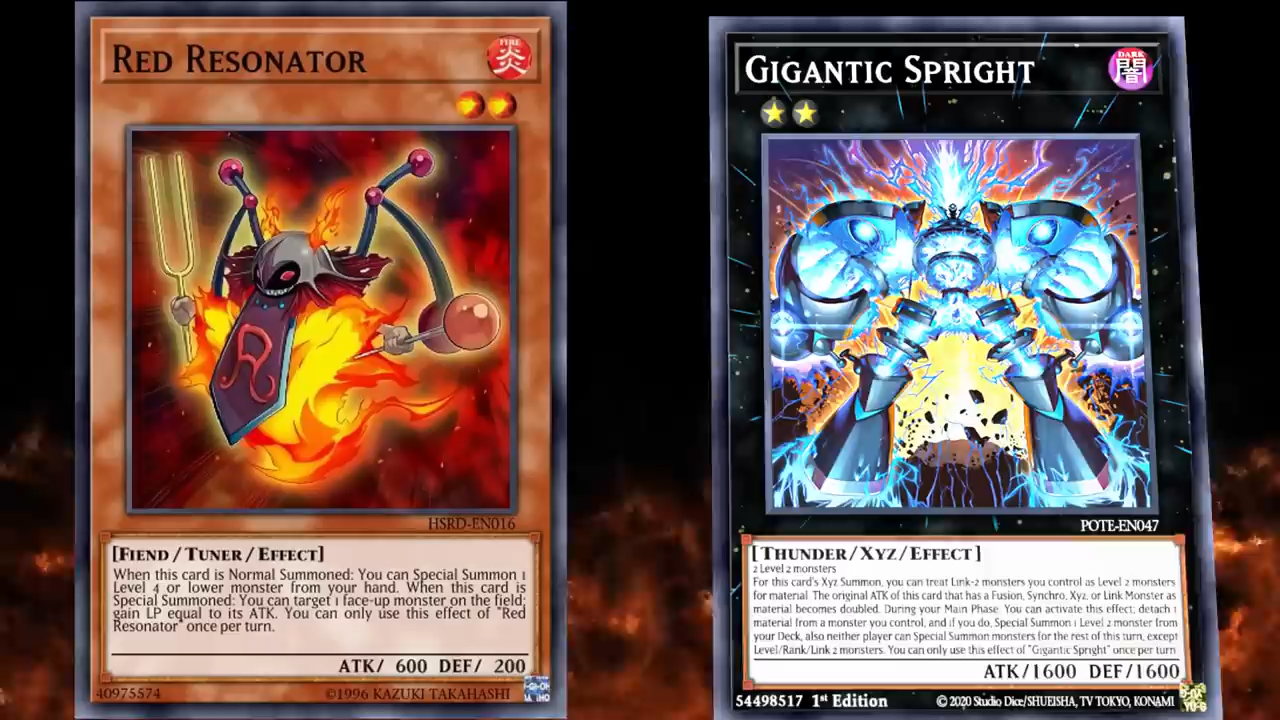 RED RESONATOR
FIRE
炎
HSRD-EN016
[FIEND/TUNER/EFFECT]
When this card is Normal Summoned: You can Special Summon 1
Level 4 or lower monster from your hand. When this card is
Special Summoned: You can target 1 face-up monster on the field;
gain LP equal to its ATK. You can only use this effect of "Red
Resonator" once per turn.
ATK/ 600 DEF/ 200
40975574
©1996 KAZUKI TAKAHASHI
GIGANTIC SPRIGHT
DARK
闇
POTE-EN047
[THUNDER/XYZ/EFFECT]
2 Level 2 monsters
For this card's Xyz Summon, you can treat Link-2 monsters you control as Level 2 monsters
for material. The original ATK of this card that has a Fusion, Synchro, Xyz, or Link Monster as
material becomes doubled. During your Main Phase: You can activate this effect; detach 1
material from a monster you control, and if you do, Special Summon 1 Level 2 monster from
your Deck, also neither player can Special Summon monsters for the rest of this turn, except
Level/Rank/Link 2 monsters. You can only use this effect of "Gigantic Spright" once per turn
ATK/1600 DEF/1600
54498517 1st Edition
© 2020 Studio Dice/SHUEISHA, TV TOKYO, KONAMI